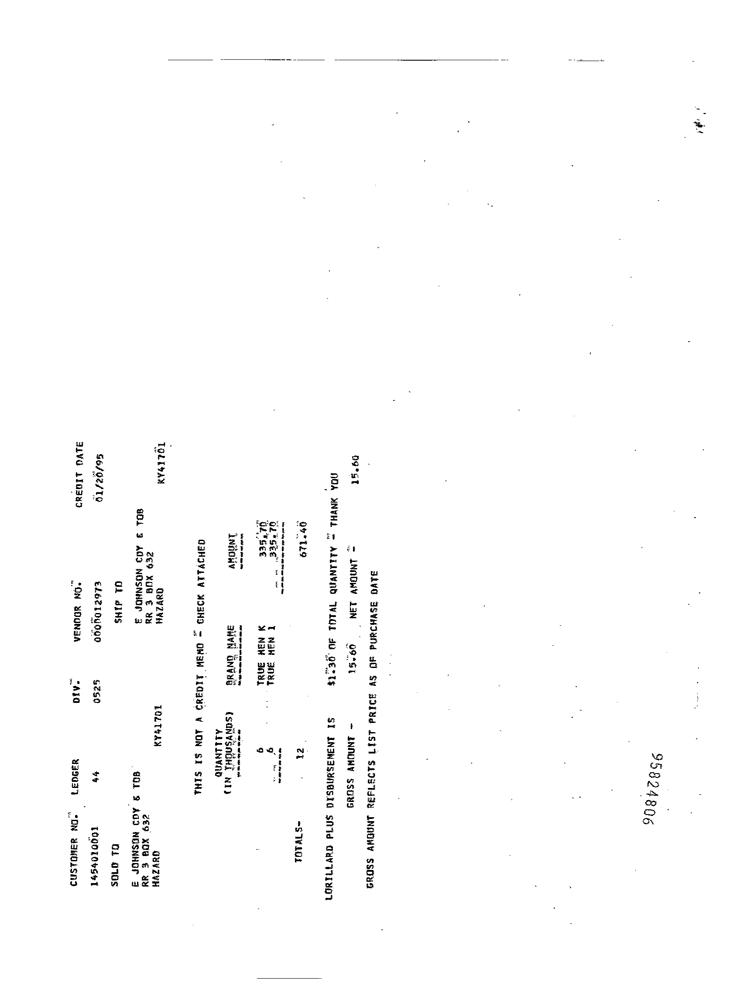 CUSTOMER NO. LEDGER DIV. VENDOR NO. CREDIT DATE
1454010001 44 0525 0000012973 01/20/95
SOLD TO SHIP TO
E JOHNSON CDY & TOB E JOHNSON CDY & TOB
RR 3 BOX 632 RR 3 BOX 632
HAZARD KY41701 HAZARD KY41701
THIS IS NOT A CREDIT MEMO - CHECK ATTACHED
QUANTITY
(IN THOUSANDS) BRAND NAME AMOUNT
6 TRUE MEN K 335.70
6 TRUE MEN 1 335.70
TOTALS- 12 671.40
LORILLARD PLUS DISBURSEMENT IS $1.30 OF TOTAL QUANTITY - THANK YOU
GROSS AMOUNT - 15.60 NET AMOUNT - 15.60
GROSS AMOUNT REFLECTS LIST PRICE AS OF PURCHASE DATE
95824806